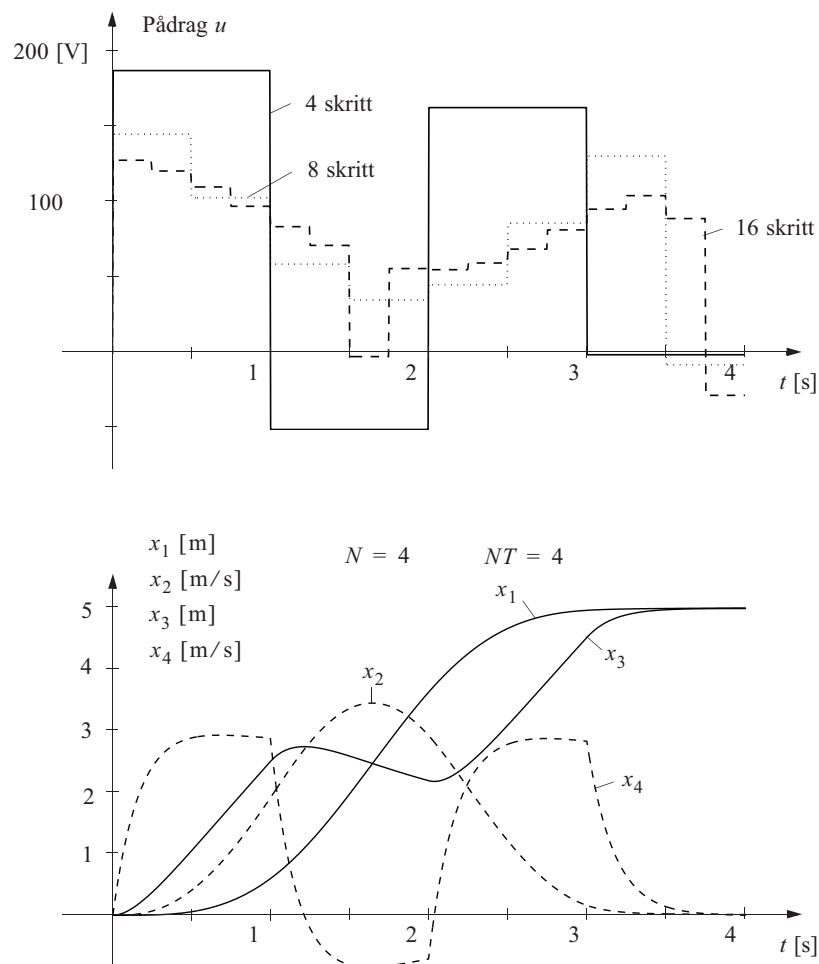 Pådrag u
200 [V]
4 skritt
8 skritt
100
16 skritt
1
2
3
4
t [s]
x1 [m]
N = 4
NT = 4
x2 [m/s]
x1
5
x3 [m]
x4 [m/s]
4
x3
x2
3
2
x4
1
1
2
3
4
t [s]